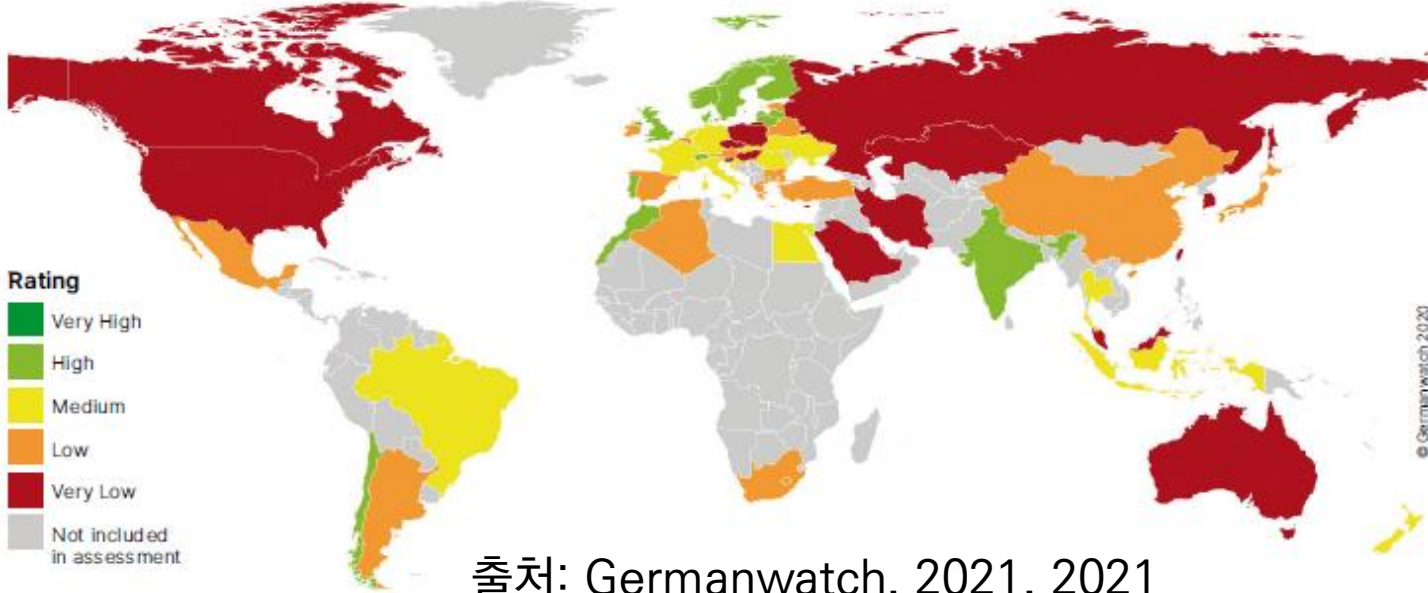 Rating
Very High
High
Medium
Low
Very Low
Not included
in assessment
© Germanwatch 2020
출처: Germanwatch, 2021, 2021